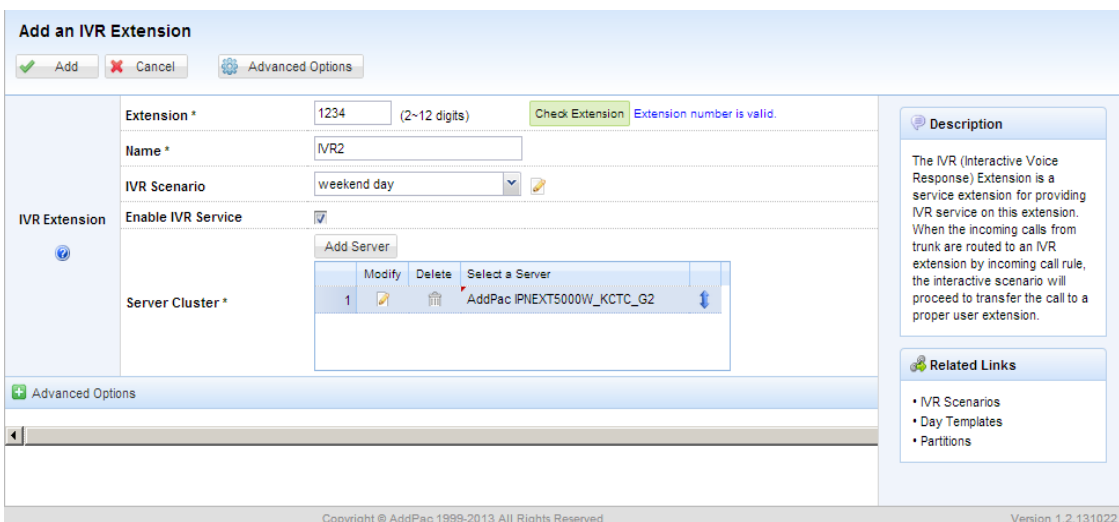 Add an IVR Extension
Add
Cancel
Advanced Options
IVR Extension
Extension *
1234
(2~12 digits)
Check Extension
Extension number is valid.
Name *
IVR2
IVR Scenario
weekend day
Enable IVR Service
Server Cluster *
Add Server
Modify Delete Select a Server
1 AddPac IPNEXT5000W_KCTC_G2
Advanced Options
Description
The IVR (Interactive Voice
Response) Extension is a
service extension for providing
IVR service on this extension.
When the incoming calls from
trunk are routed to an IVR
extension by incoming call rule,
the interactive scenario will
proceed to transfer the call to a
proper user extension.
Related Links
• IVR Scenarios
• Day Templates
• Partitions
Copyright © AddPac 1999-2013 All Rights Reserved
Version 1.2.131022